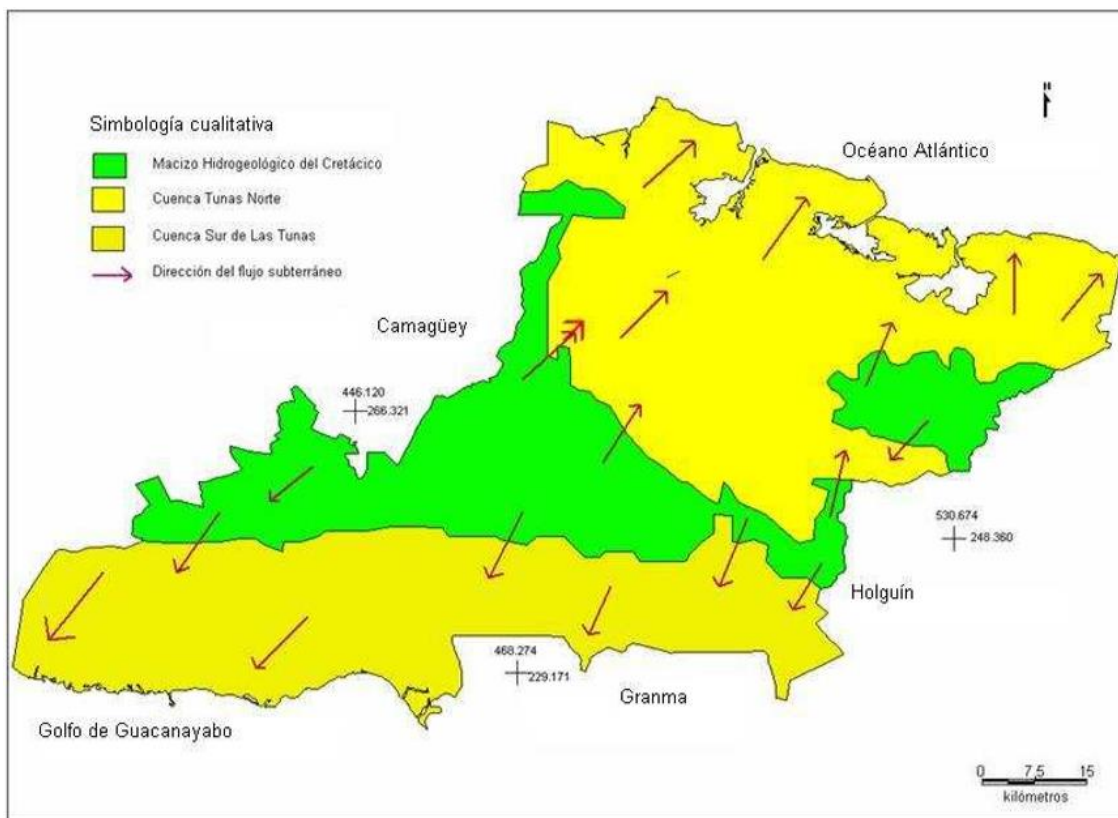 Simbología cualitativa
Macizo Hidrogeológico del Cretácico
Cuenca Tunas Norte
Cuenca Sur de Las Tunas
Dirección del flujo subterráneo
Océano Atlántico
Camagüey
446.120
266.321
530.674
248.360
Holguín
468.274
229.171
Granma
Golfo de Guacanayabo
0 7,5 15
kilómetros